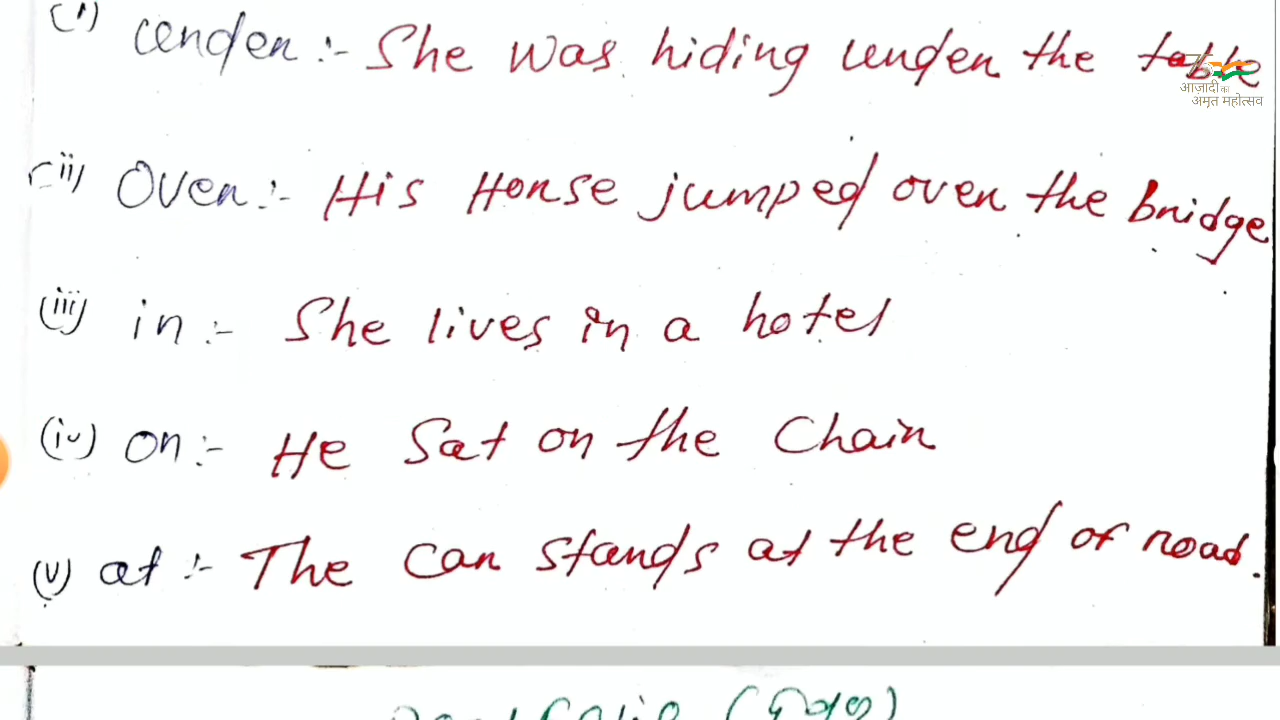 (i) under :- She was hiding under the table
आज़ादी का
अमृत महोत्सव
(ii) Over :- His Horse jumped over the bridge
(iii) in :- She lives in a hotel
(iv) on :- He Sat on the Chair
(v) at :- The Car Stands at the end of road.